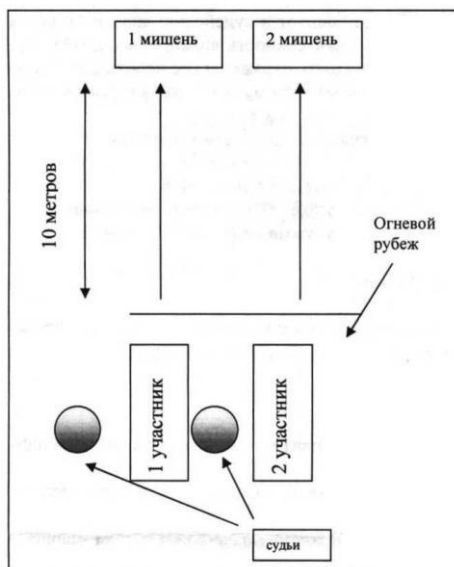 1 мишень
2 мишень
10 метров
Огневой
рубеж
1 участник
2 участник
судьи